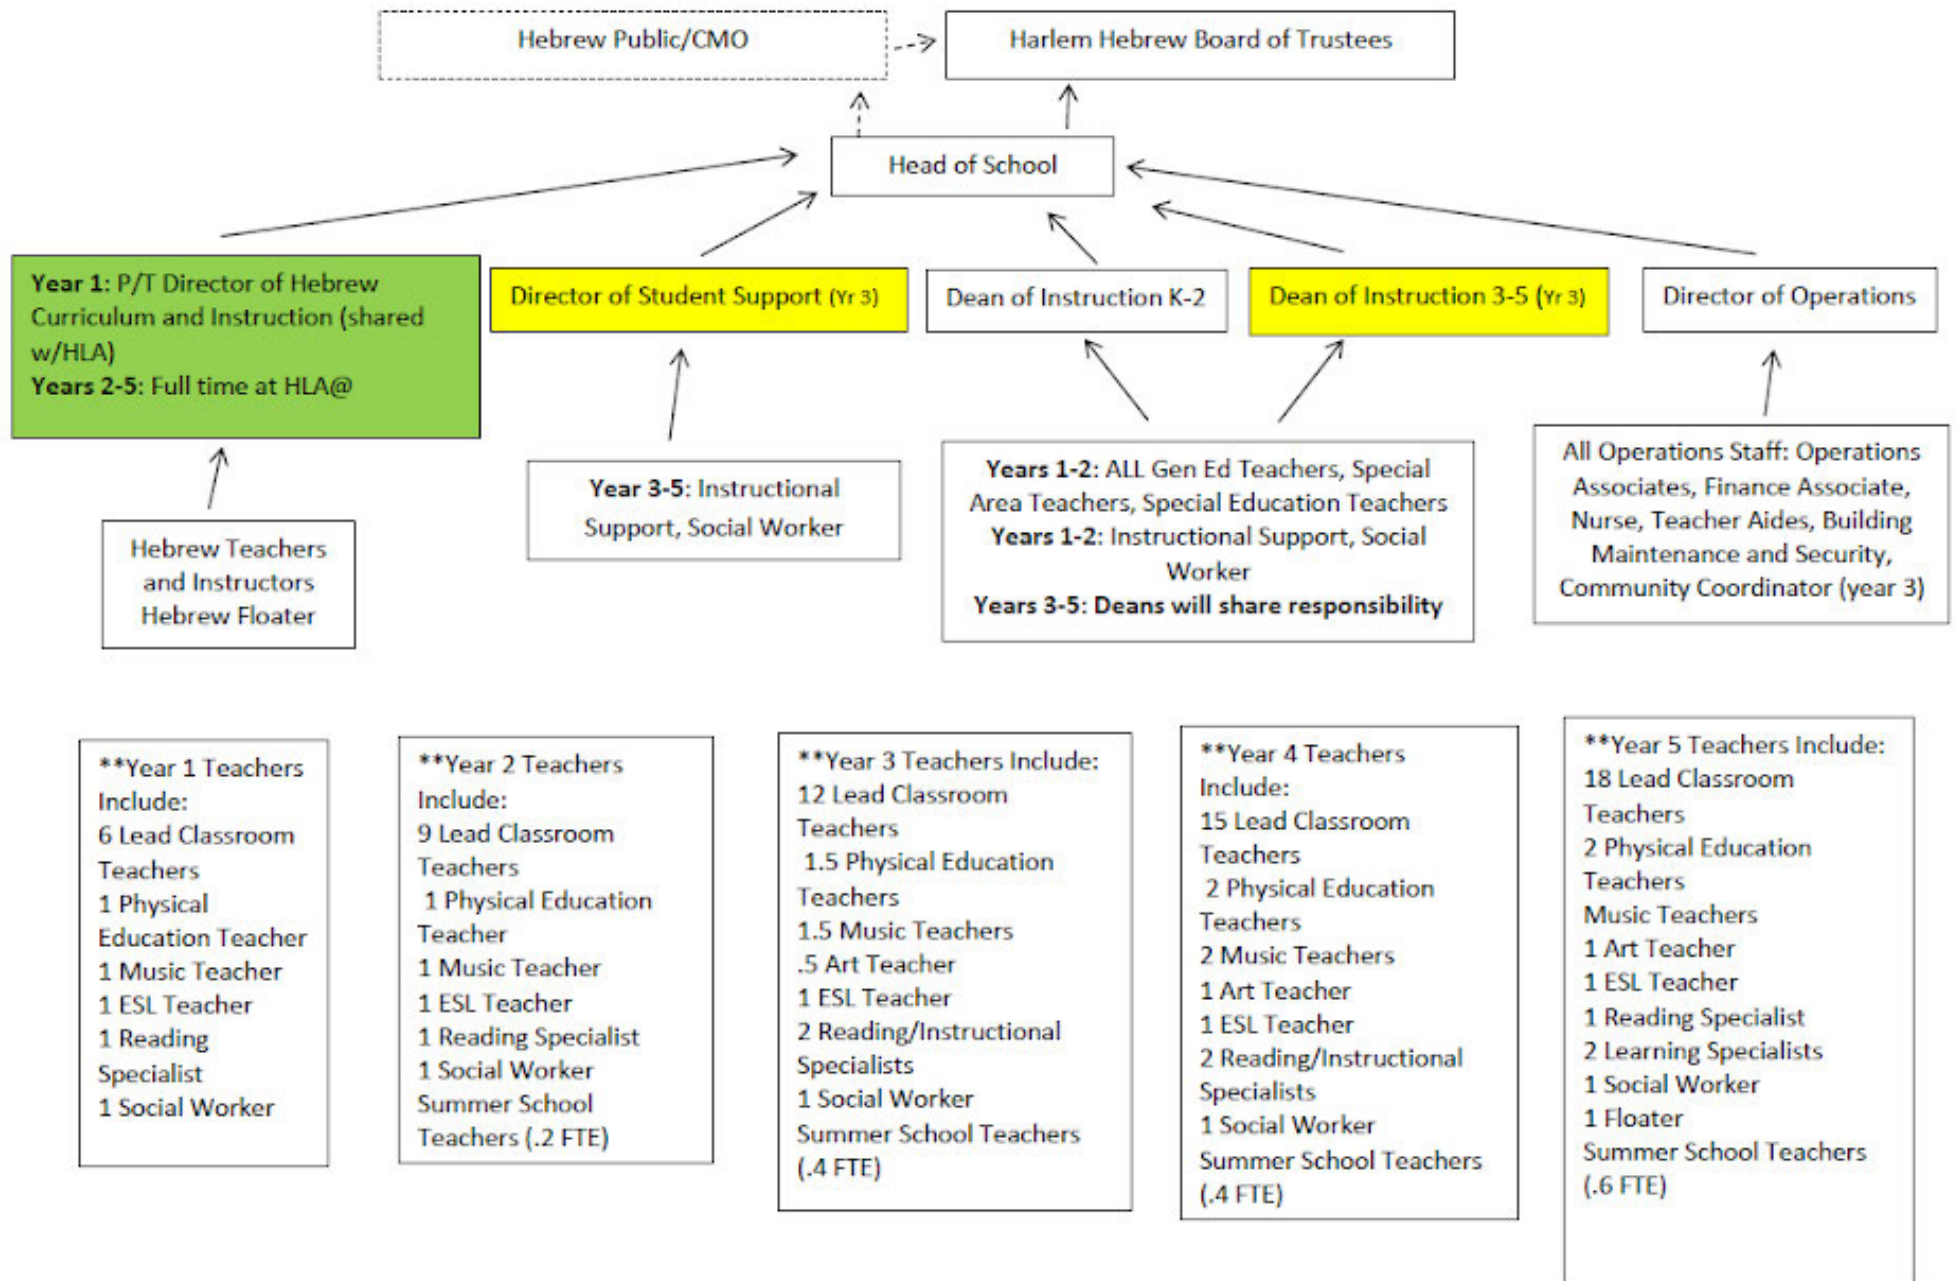 Hebrew Public/CMO
Harlem Hebrew Board of Trustees
Head of School
Year 1: P/T Director of Hebrew
Curriculum and Instruction (shared
w/HLA)
Years 2-5: Full time at HLA@
Director of Student Support (Yr 3)
Dean of Instruction K-2
Dean of Instruction 3-5 (Yr 3)
Director of Operations
Hebrew Teachers
and Instructors
Hebrew Floater
Year 3-5: Instructional
Support, Social Worker
Years 1-2: ALL Gen Ed Teachers, Special
Area Teachers, Special Education Teachers
Years 1-2: Instructional Support, Social
Worker
Years 3-5: Deans will share responsibility
All Operations Staff: Operations
Associates, Finance Associate,
Nurse, Teacher Aides, Building
Maintenance and Security,
Community Coordinator (year 3)
**Year 1 Teachers
Include:
6 Lead Classroom
Teachers
1 Physical
Education Teacher
1 Music Teacher
1 ESL Teacher
1 Reading
Specialist
1 Social Worker
**Year 2 Teachers
Include:
9 Lead Classroom
Teachers
1 Physical Education
Teacher
1 Music Teacher
1 ESL Teacher
1 Reading Specialist
1 Social Worker
Summer School
Teachers (.2 FTE)
**Year 3 Teachers Include:
12 Lead Classroom
Teachers
1.5 Physical Education
Teachers
1.5 Music Teachers
.5 Art Teacher
1 ESL Teacher
2 Reading/Instructional
Specialists
1 Social Worker
Summer School Teachers
(.4 FTE)
**Year 4 Teachers
Include:
15 Lead Classroom
Teachers
2 Physical Education
Teachers
2 Music Teachers
1 Art Teacher
1 ESL Teacher
2 Reading/Instructional
Specialists
1 Social Worker
Summer School Teachers
(.4 FTE)
**Year 5 Teachers Include:
18 Lead Classroom
Teachers
2 Physical Education
Teachers
Music Teachers
1 Art Teacher
1 ESL Teacher
1 Reading Specialist
2 Learning Specialists
1 Social Worker
1 Floater
Summer School Teachers
(.6 FTE)